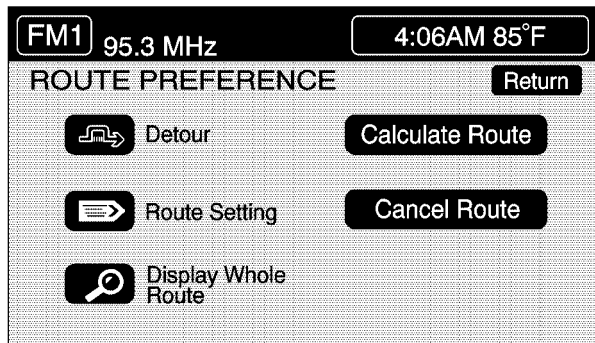 FM1 95.3 MHz 4:06AM 85°F
ROUTE PREFERENCE Return
Detour Calculate Route
Route Setting Cancel Route
Display Whole
Route